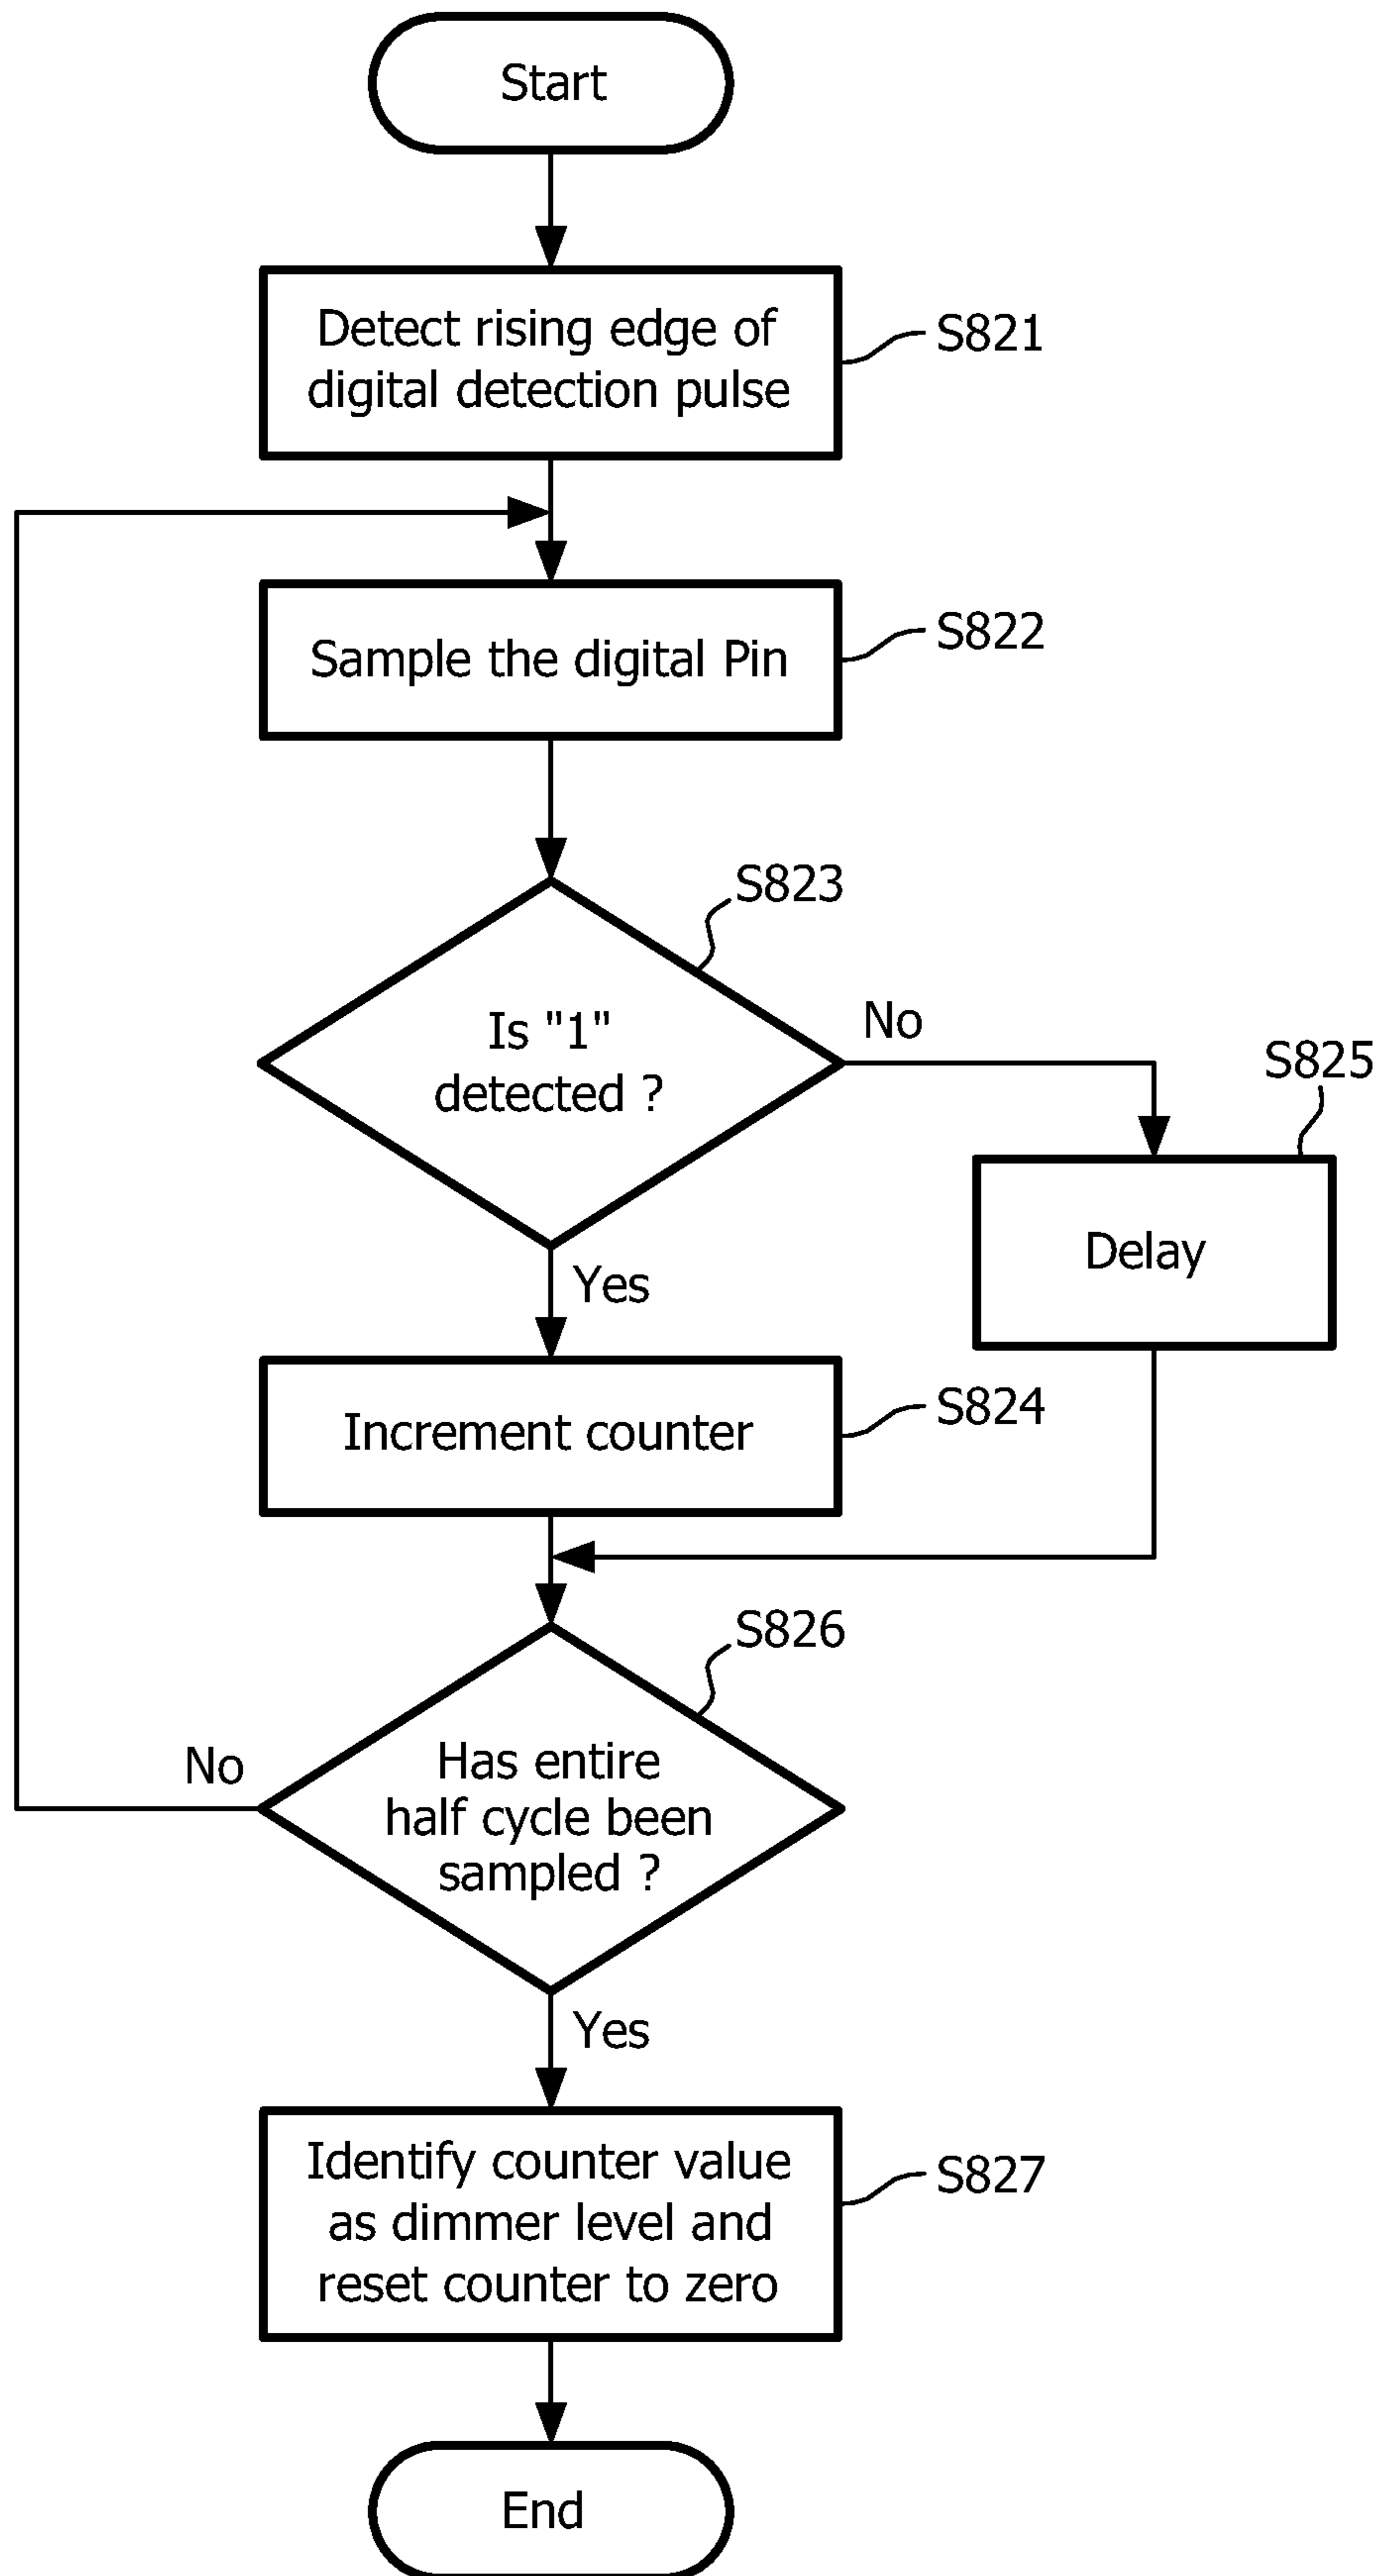 Start
Detect rising edge of
digital detection pulse
S821
Sample the digital Pin
S822
S823
Is "1"
detected ?
No
S825
Delay
Yes
Increment counter
S824
S826
Has entire
half cycle been
sampled ?
No
Yes
Identify counter value
as dimmer level and
reset counter to zero
S827
End